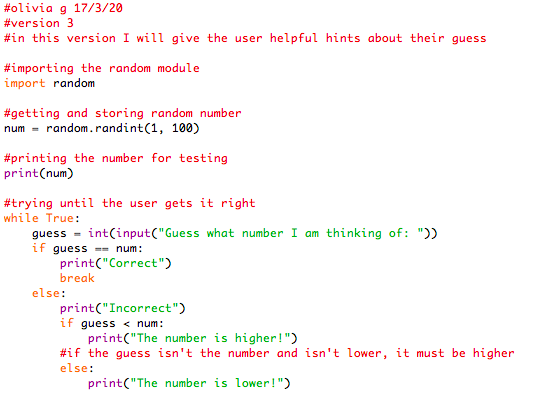 #olivia g 17/3/20
#version 3
#in this version I will give the user helpful hints about their guess

#importing the random module
import random

#getting and storing random number
num = random.randint(1, 100)

#printing the number for testing
print(num)

#trying until the user gets it right
while True:
    guess = int(input("Guess what number I am thinking of: "))
    if guess == num:
        print("Correct")
        break
    else:
        print("Incorrect")
        if guess < num:
            print("The number is higher!")
        #if the guess isn't the number and isn't lower, it must be higher
        else:
            print("The number is lower!")